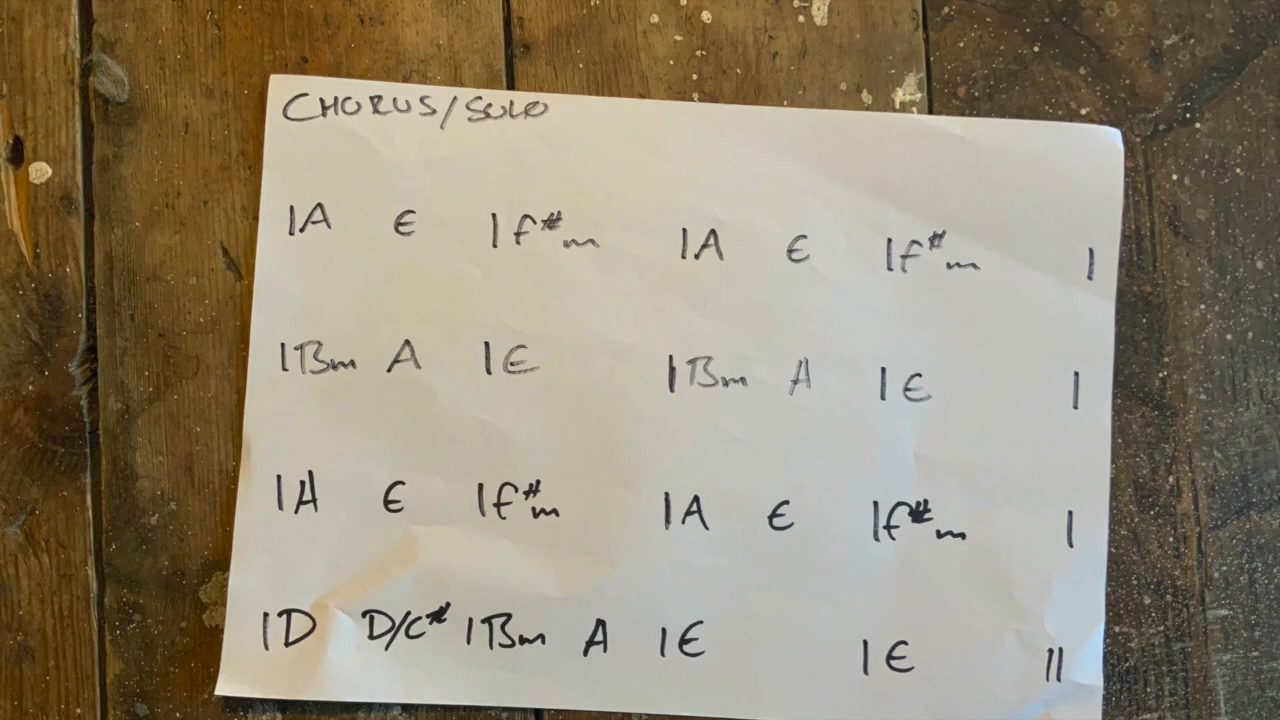 CHORUS/SOLO
|A E |F#m |A E |F#m |
|Bm A |E |Bm A |E |
|A E |F#m |A E |F#m |
|D D/C# |Bm A |E |E ||